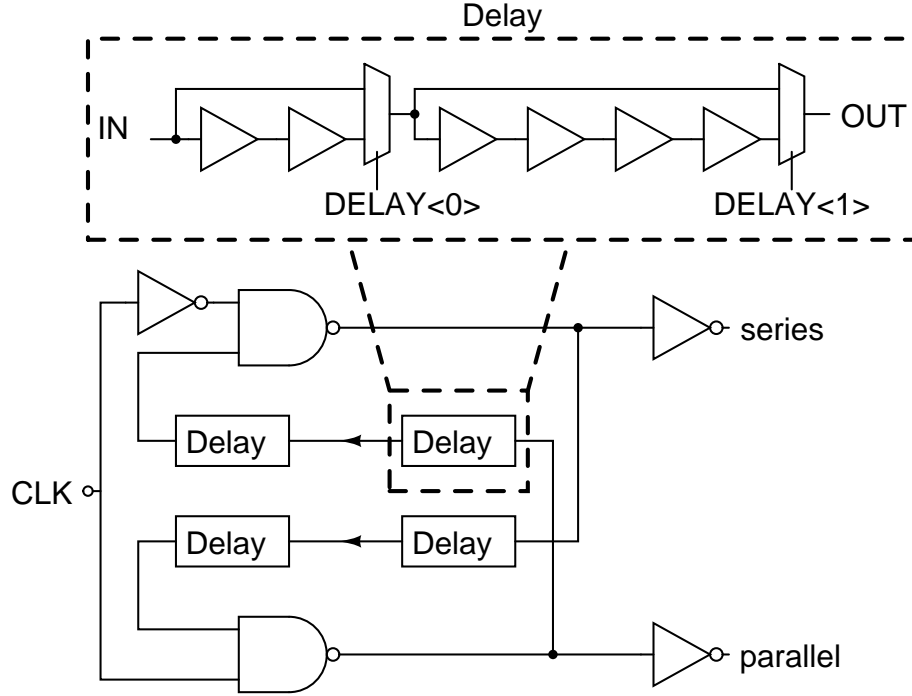 Delay
IN
OUT
DELAY<0>
DELAY<1>
series
Delay
Delay
CLK
Delay
Delay
parallel